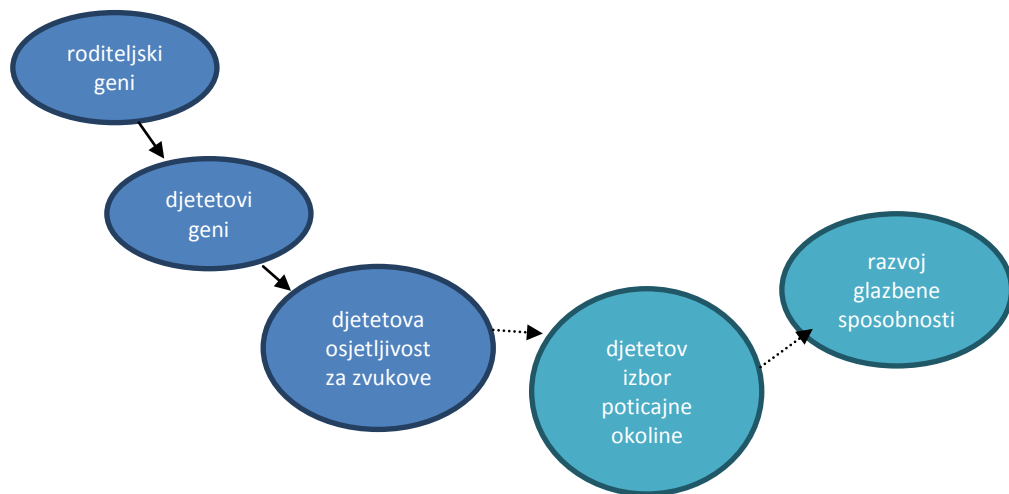 roditeljski
geni
djetetovi
geni
djetetova
osjetljivost
za zvukove
djetetov
izbor
poticajne
okoline
razvoj
glazbene
sposobnosti